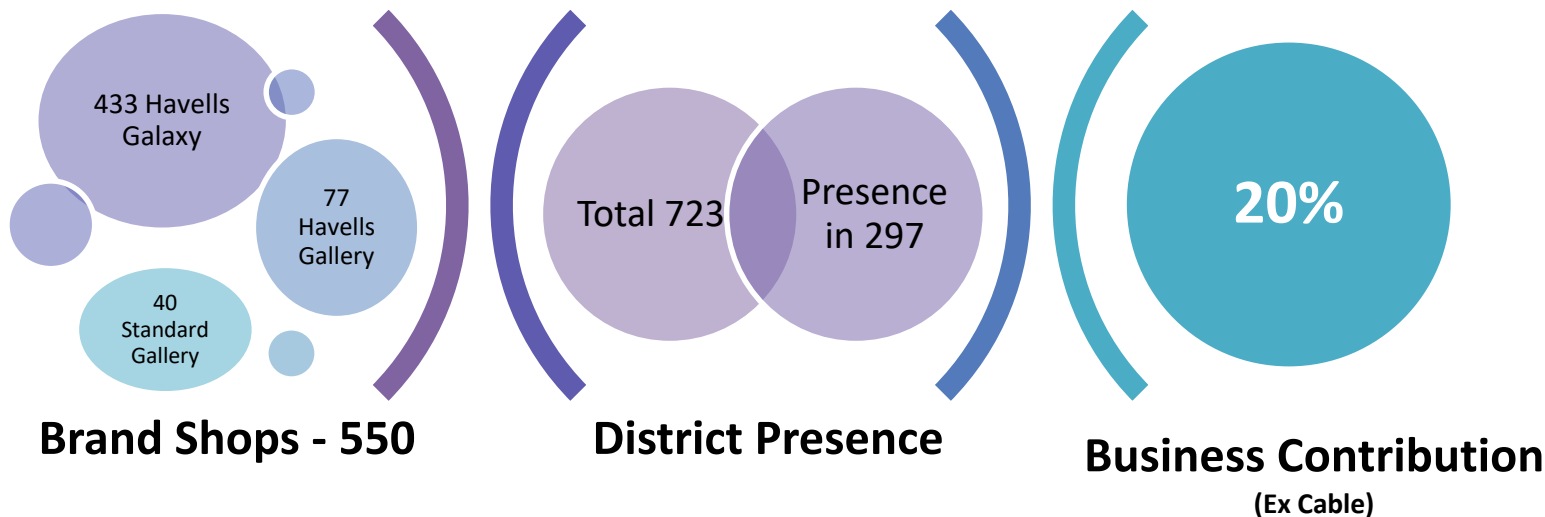 433 Havells
Galaxy
77
Havells
Gallery
40
Standard
Gallery
Brand Shops - 550
Total 723
Presence
in 297
District Presence
20%
Business Contribution
(Ex Cable)